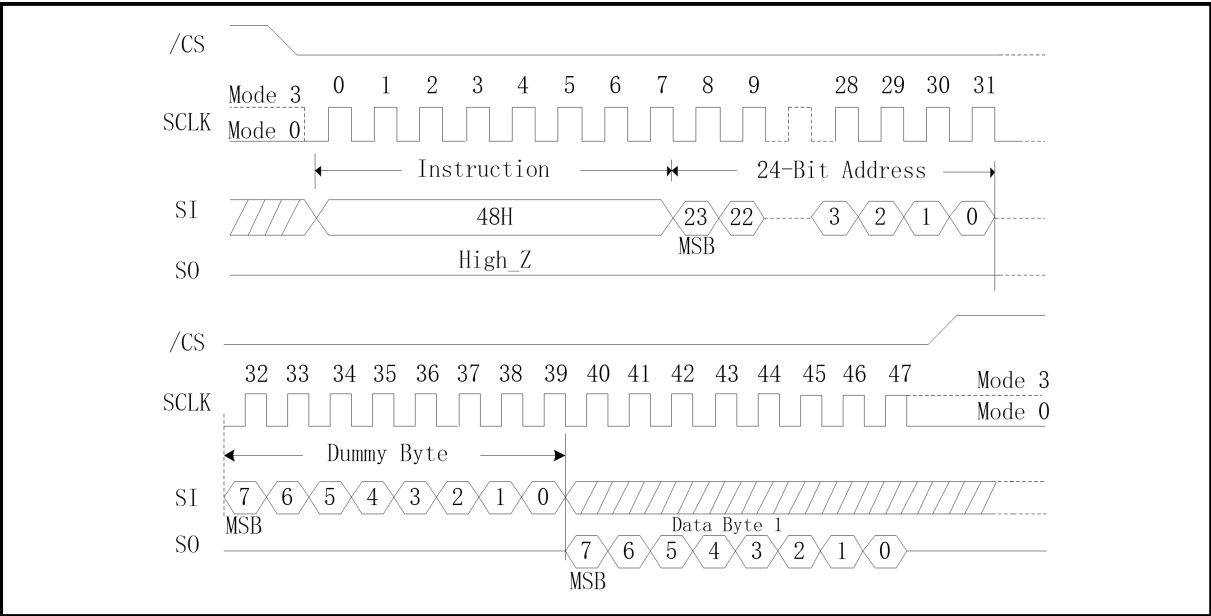 /CS
0 1 2 3 4 5 6 7 8 9 28 29 30 31
Mode 3
SCLK
Mode 0
Instruction 24-Bit Address
SI 48H 23 22 3 2 1 0
MSB
High_Z
SO
/CS
32 33 34 35 36 37 38 39 40 41 42 43 44 45 46 47
Mode 3
SCLK
Mode 0
Dummy Byte
SI 7 6 5 4 3 2 1 0
MSB
Data Byte 1
SO 7 6 5 4 3 2 1 0
MSB